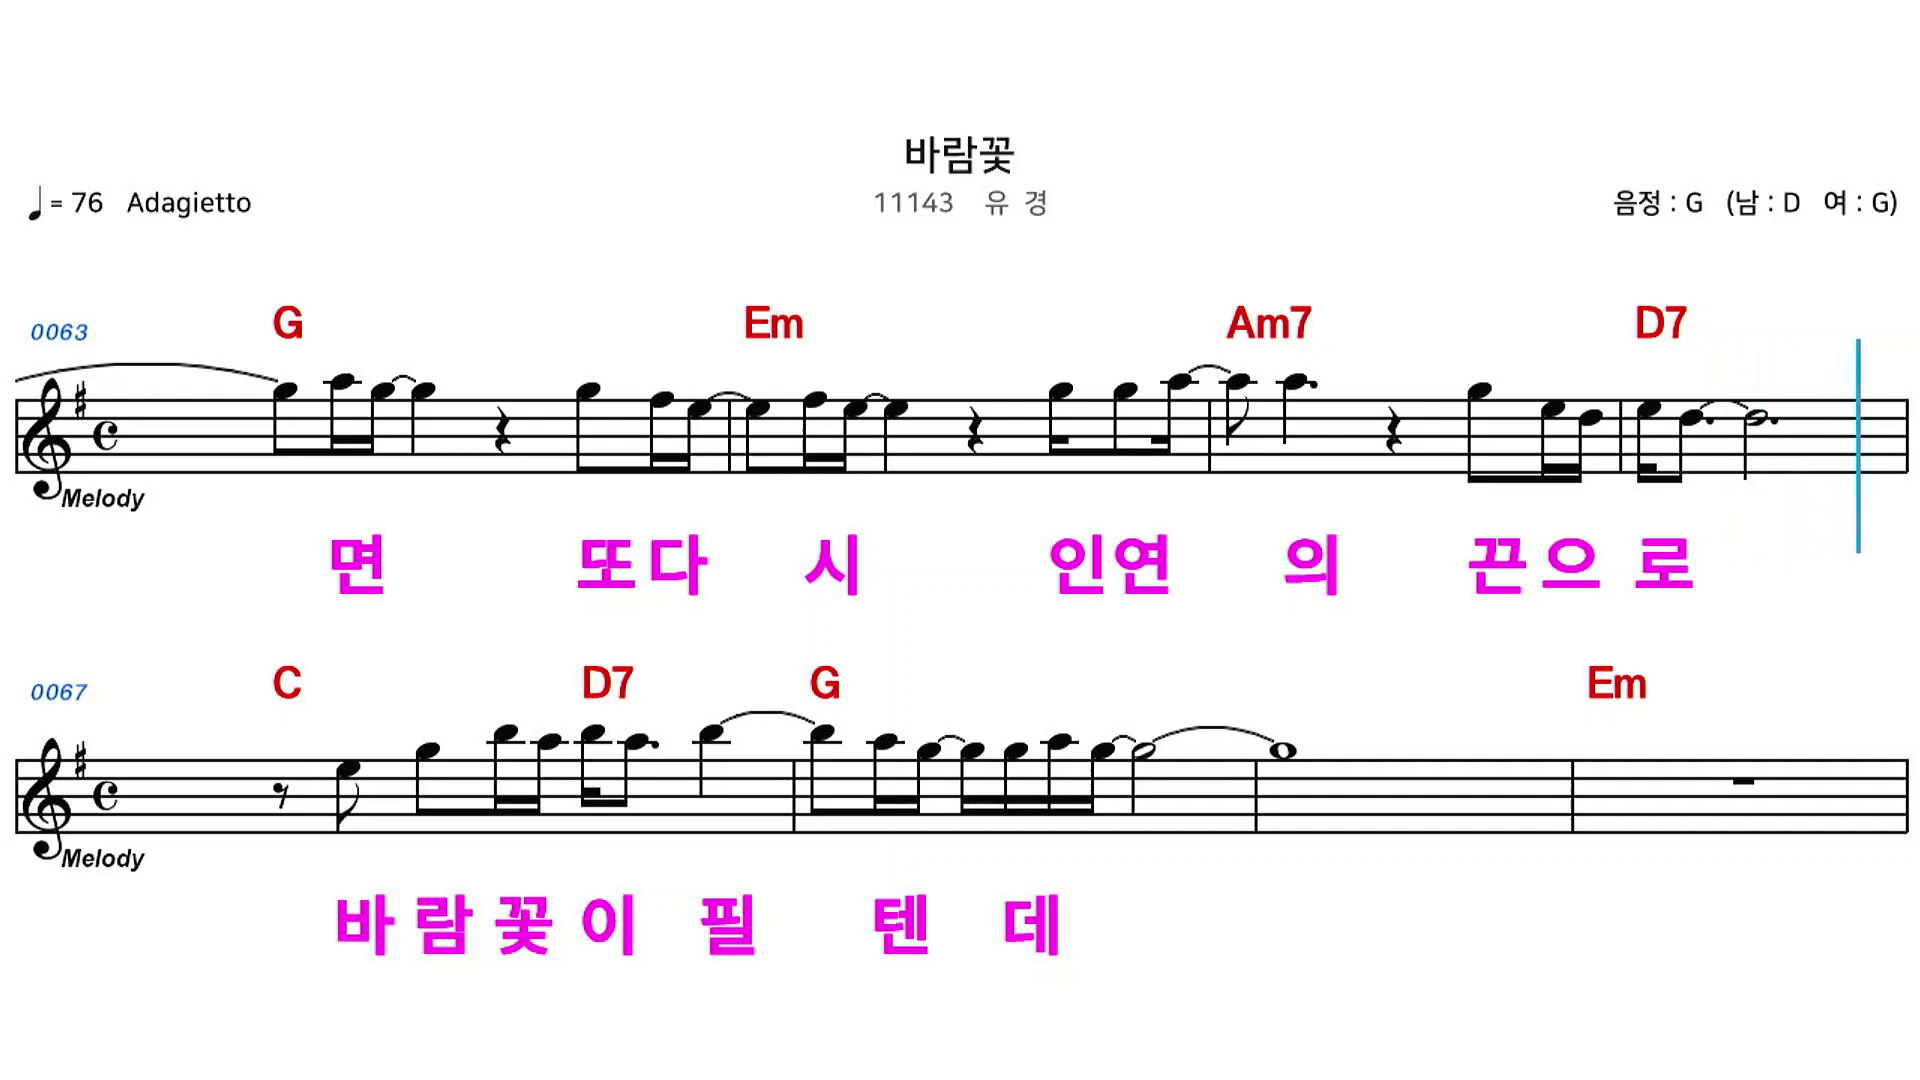 바람꽃
♩= 76 Adagietto 11143 유 경 음정 : G (남 : D 여 : G)
0063 G Em Am7 D7
Melody
면 또다 시 인연 의 끈으로
0067 C D7 G Em
Melody
바람꽃이필 텐 데